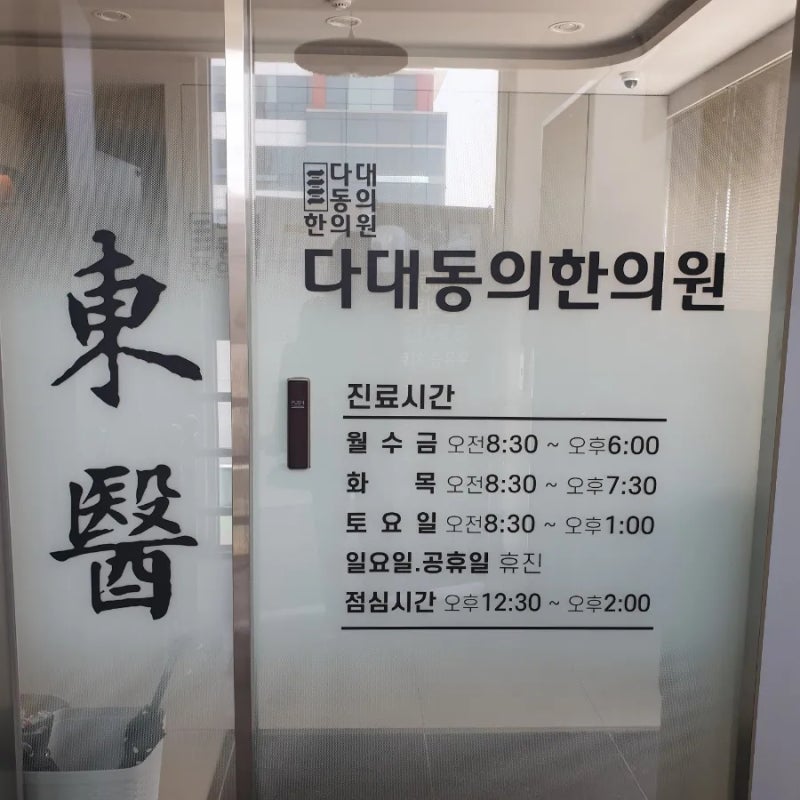 東
醫
다대
동의
한의원
다대동의한의원
진료시간
월 수 금 오전8:30 ~ 오후6:00
화 목 오전8:30 ~ 오후7:30
토요일 오전8:30 ~ 오후1:00
일요일.공휴일 휴진
점심시간 오후12:30 ~ 오후2:00